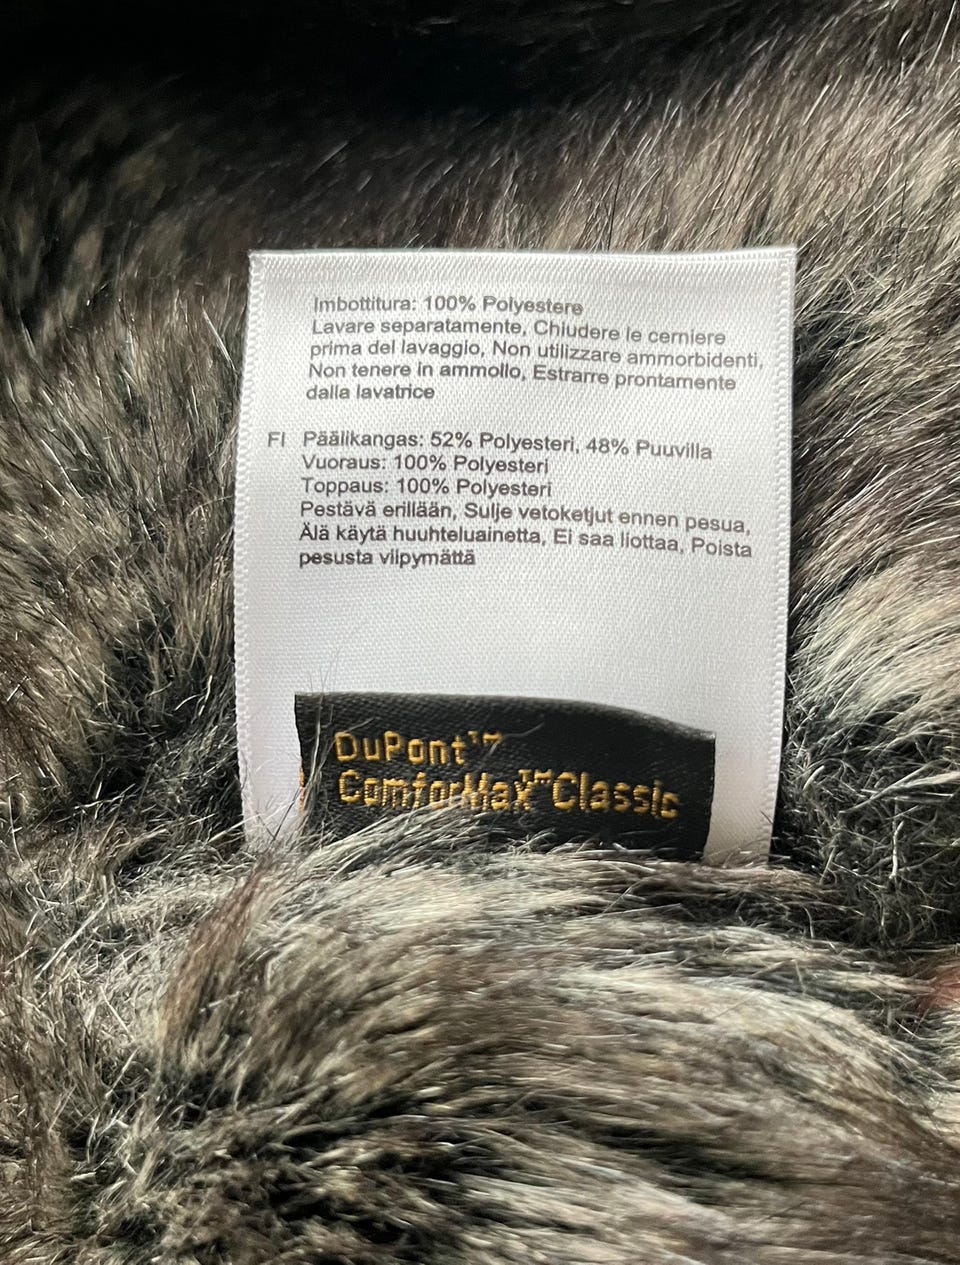 Imbottitura: 100% Polyestere
Lavare separatamente, Chiudere le cerniere
prima del lavaggio, Non utilizzare ammorbidenti,
Non tenere in ammollo, Estrarre prontamente
dalla lavatrice
FI Päälikangas: 52% Polyesteri, 48% Puuvilla
Vuoraus: 100% Polyesteri
Toppaus: 100% Polyesteri
Pestävä erillään, Sulje vetoketjut ennen pesua,
Älä käytä huuhteluainetta, Ei saa liottaa, Poista
pesusta viipymättä
DuPont™
ComforMax™Classic